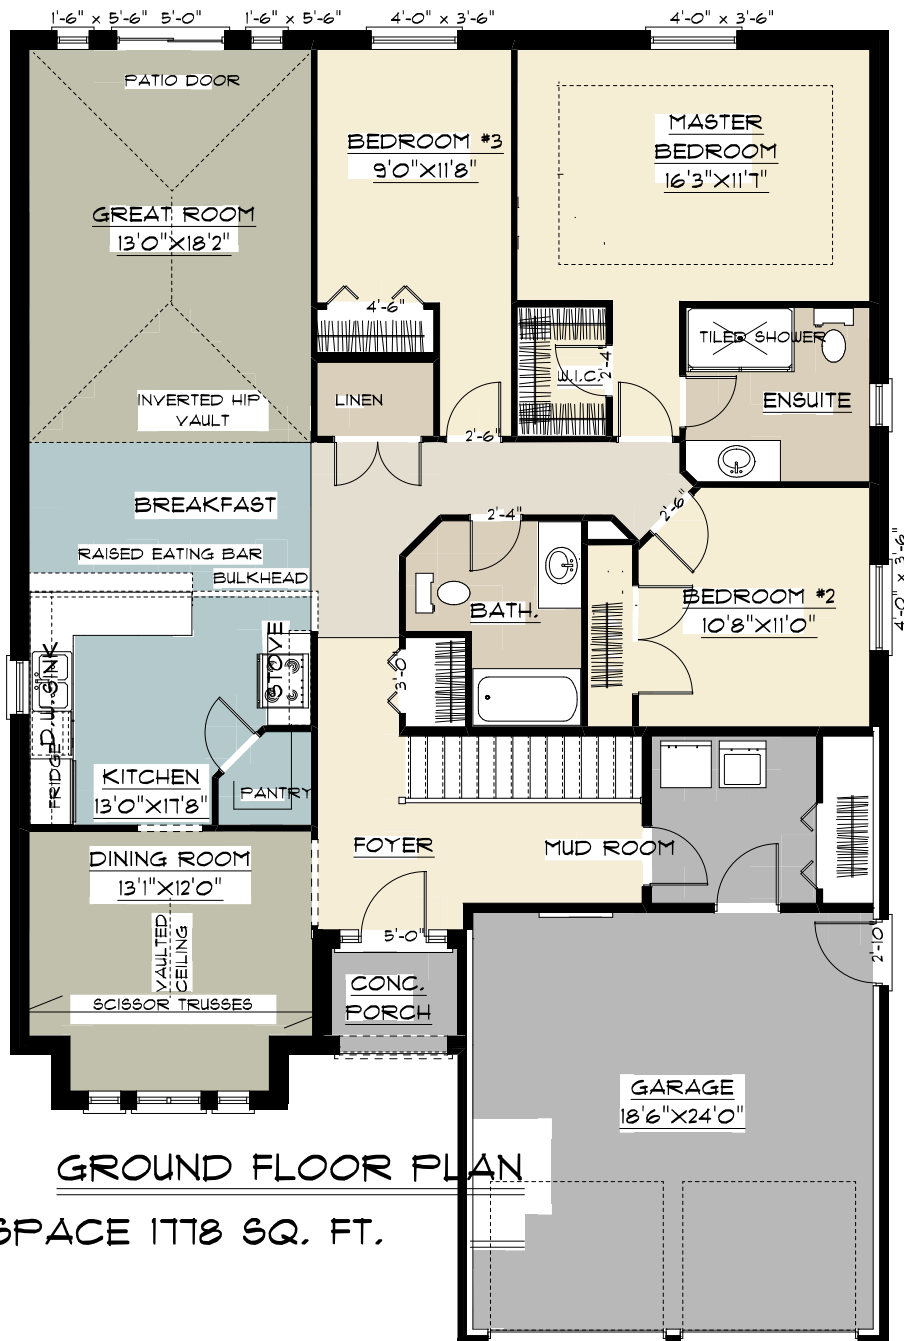 1'-6" x 5'-6"
5'-0"
1'-6" x 5'-6"
4'-0" x 3'-6"
4'-0" x 3'-6"
PATIO DOOR
GREAT ROOM
13'0"X18'2"
INVERTED HIP
VAULT
BEDROOM #3
9'0"X11'8"
4'-6"
LINEN
2'-6"
MASTER
BEDROOM
16'3"X11'7"
W.I.C.
2'-4"
TILED SHOWER
ENSUITE
BREAKFAST
RAISED EATING BAR
BULKHEAD
2'-4"
BATH.
2'-6"
BEDROOM #2
10'8"X11'0"
4'-0" x 3'-6"
D.W.
SINK
STOVE
FRIDGE
KITCHEN
13'0"X17'8"
PANTRY
3'-0"
FOYER
MUD ROOM
DINING ROOM
13'1"X12'0"
VAULTED
CEILING
SCISSOR TRUSSES
5'-0"
CONC.
PORCH
2'-10"
GARAGE
18'6"X24'0"
GROUND FLOOR PLAN
SPACE 1778 SQ. FT.